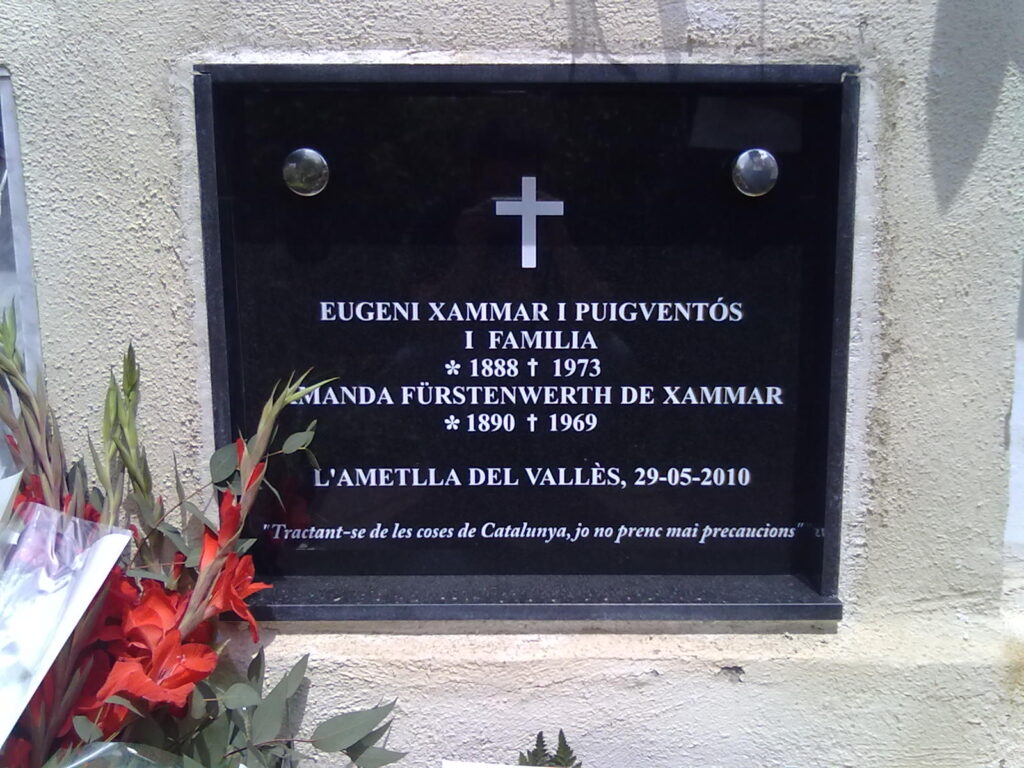 EUGENI XAMMAR I PUIGVENTÓS
I FAMILIA
* 1888 † 1973
MANDA FÜRSTENWERTH DE XAMMAR
* 1890 † 1969
L'AMETLLA DEL VALLÈS, 29-05-2010
"Tractant-se de les coses de Catalunya, jo no prenc mai precaucions"